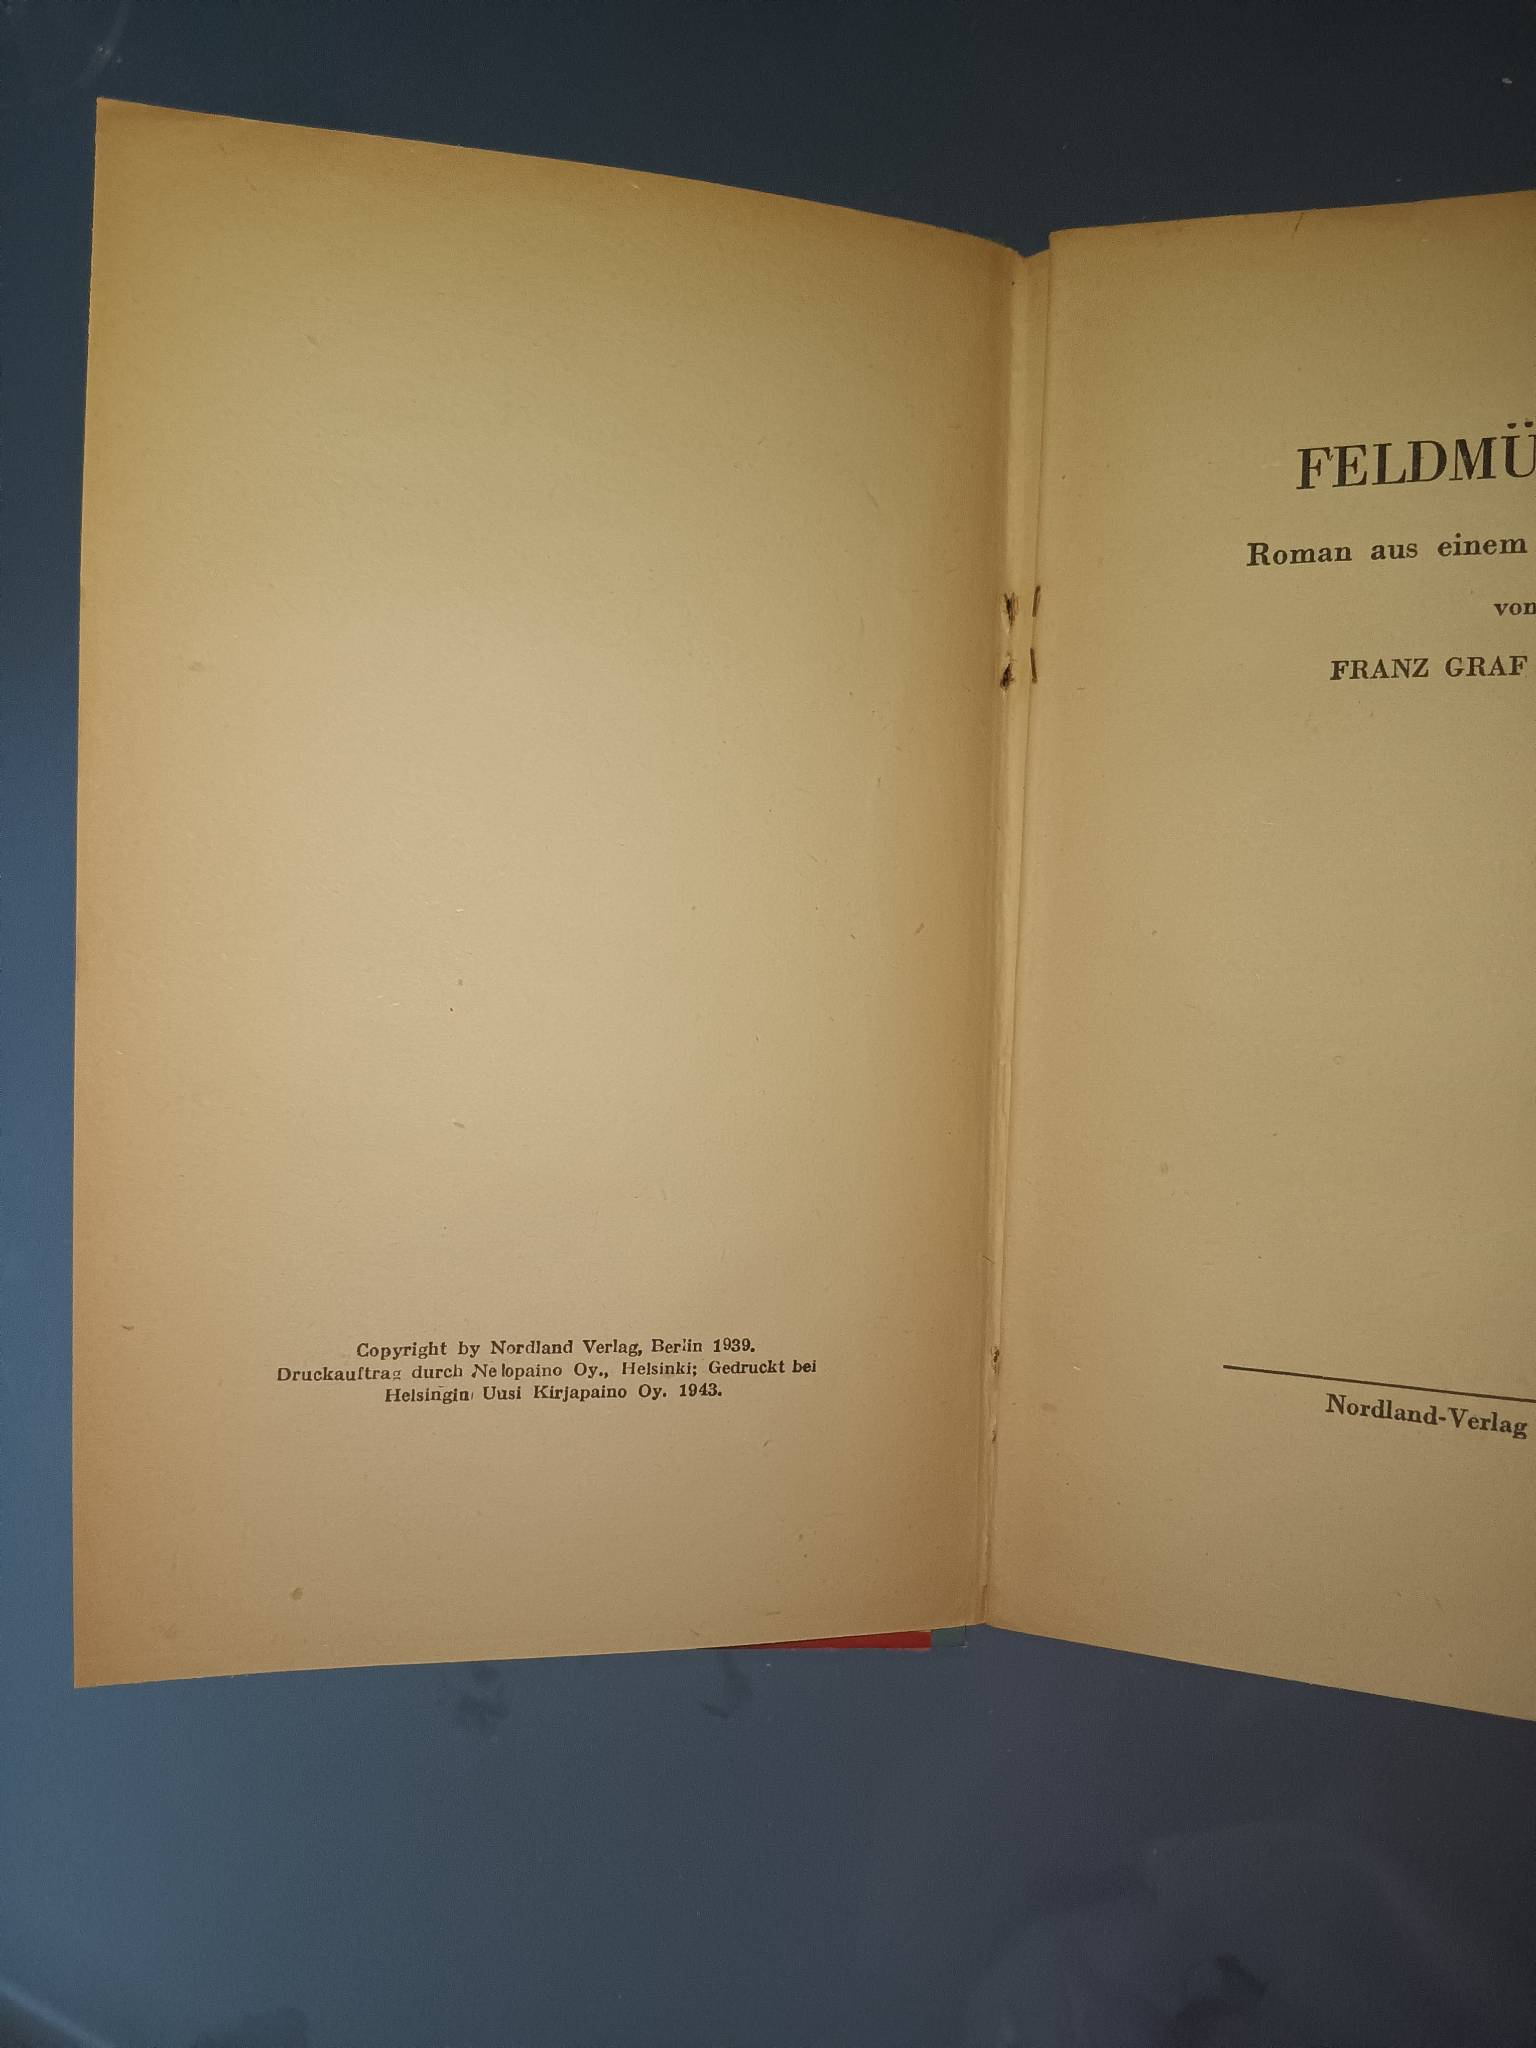 Copyright by Nordland Verlag, Berlin 1939.
Druckauftrag durch Nelopaino Oy., Helsinki; Gedruckt bei
Helsingin Uusi Kirjapaino Oy. 1943.
FELDMÜ
Roman aus einem
von
FRANZ GRAF
Nordland-Verlag